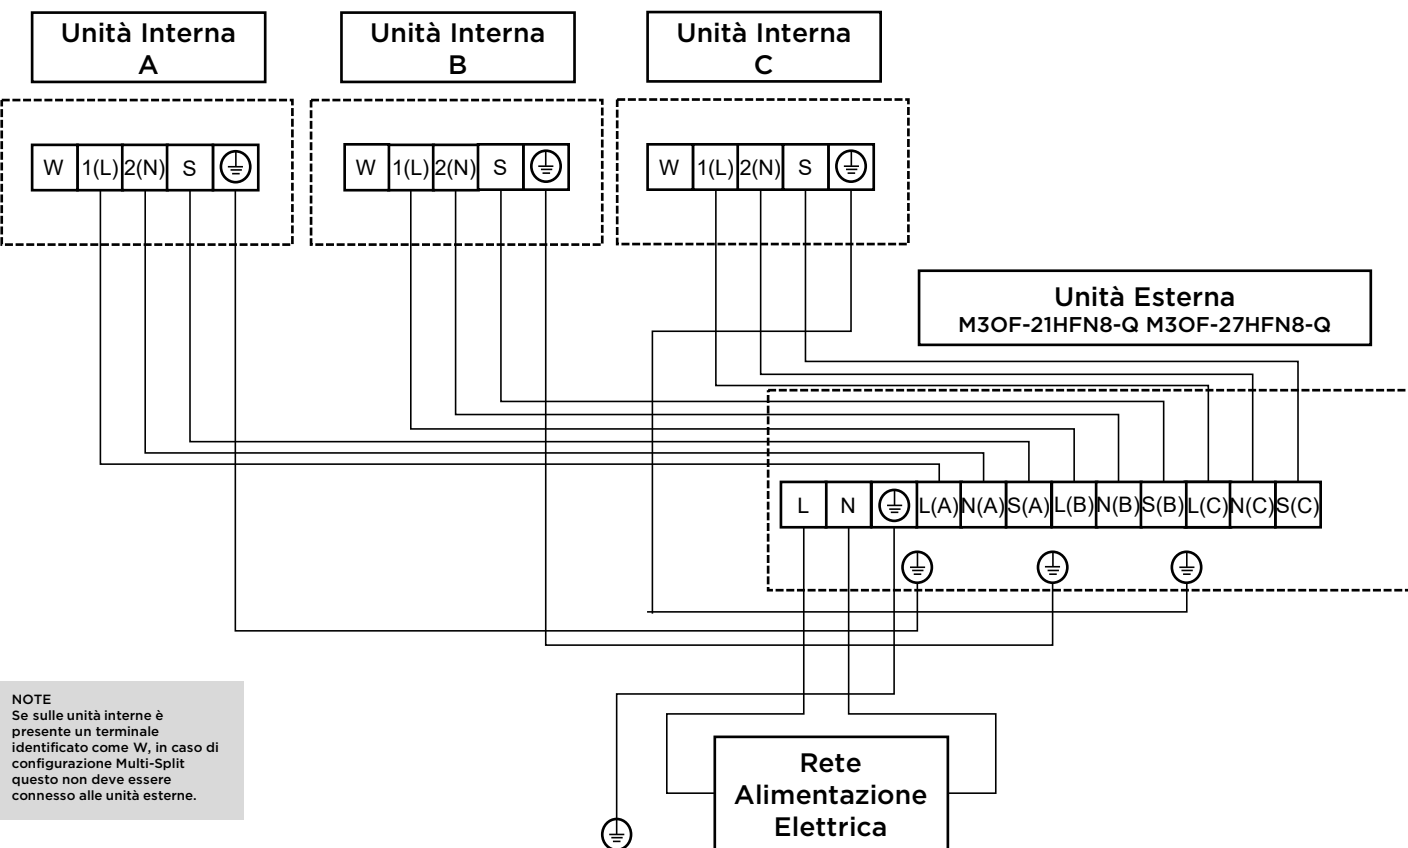 Unità Interna
A
Unità Interna
B
Unità Interna
C
W 1(L) 2(N) S
W 1(L) 2(N) S
W 1(L) 2(N) S
Unità Esterna
M3OF-21HFN8-Q M3OF-27HFN8-Q
L N L(A) N(A) S(A) L(B) N(B) S(B) L(C) N(C) S(C)
NOTE
Se sulle unità interne è
presente un terminale
identificato come W, in caso di
configurazione Multi-Split
questo non deve essere
connesso alle unità esterne.
Rete
Alimentazione
Elettrica